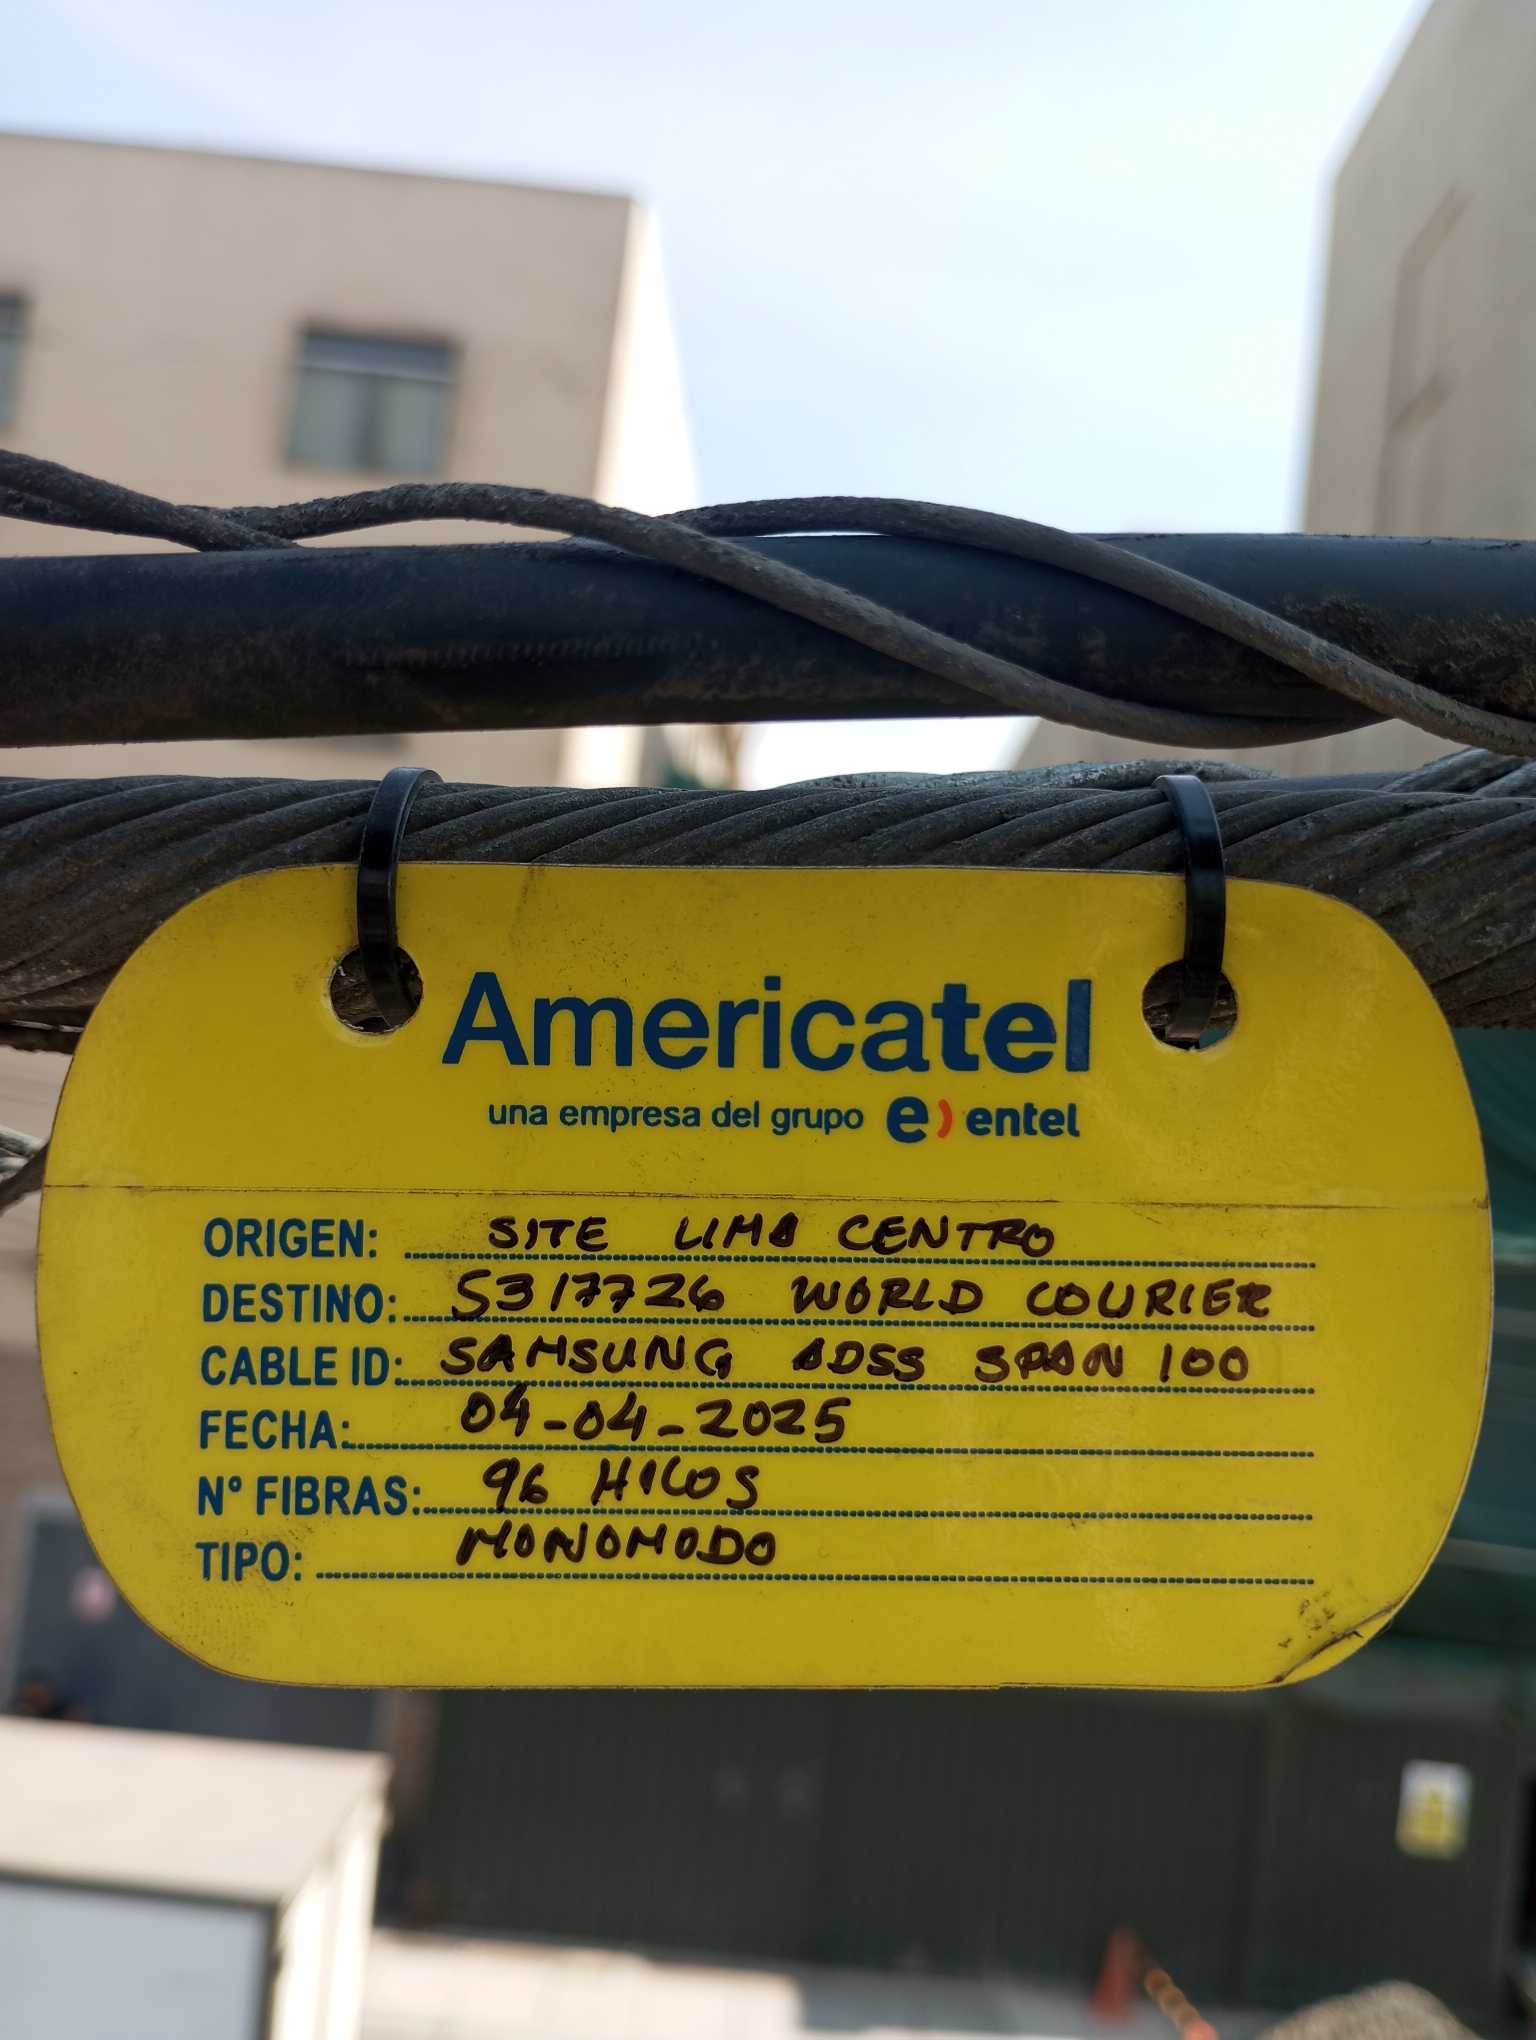 Americatel
una empresa del grupo e) entel
ORIGEN: SITE LIMA CENTRO
DESTINO: S317726 WORLD COURIER
CABLE ID: SAMSUNG ADSS SPAN 100
FECHA: 04-04-2025
N° FIBRAS: 96 HILOS
TIPO: MONOMODO